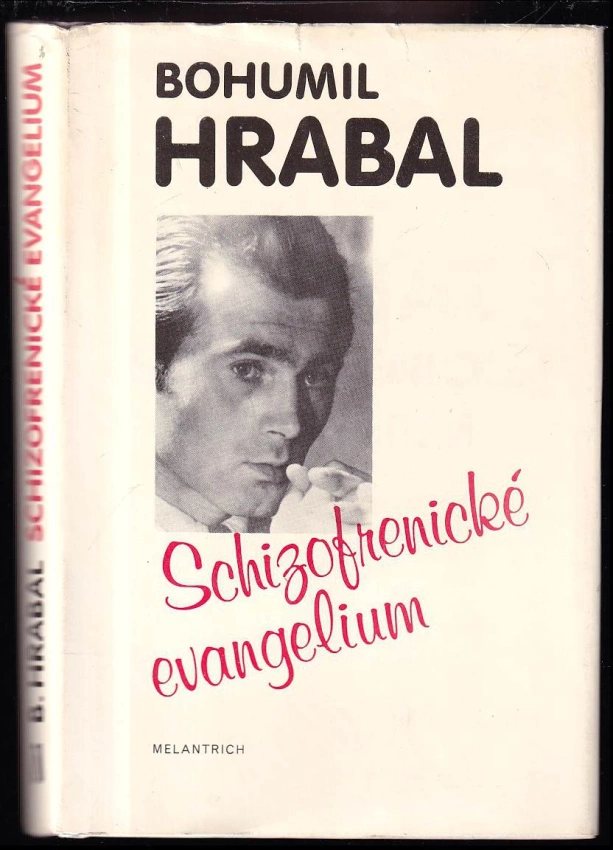 BOHUMIL
HRABAL
Schizofrenické
evangelium
MELANTRICH
B. HRABAL SCHIZOFRENICKÉ EVANGELIUM